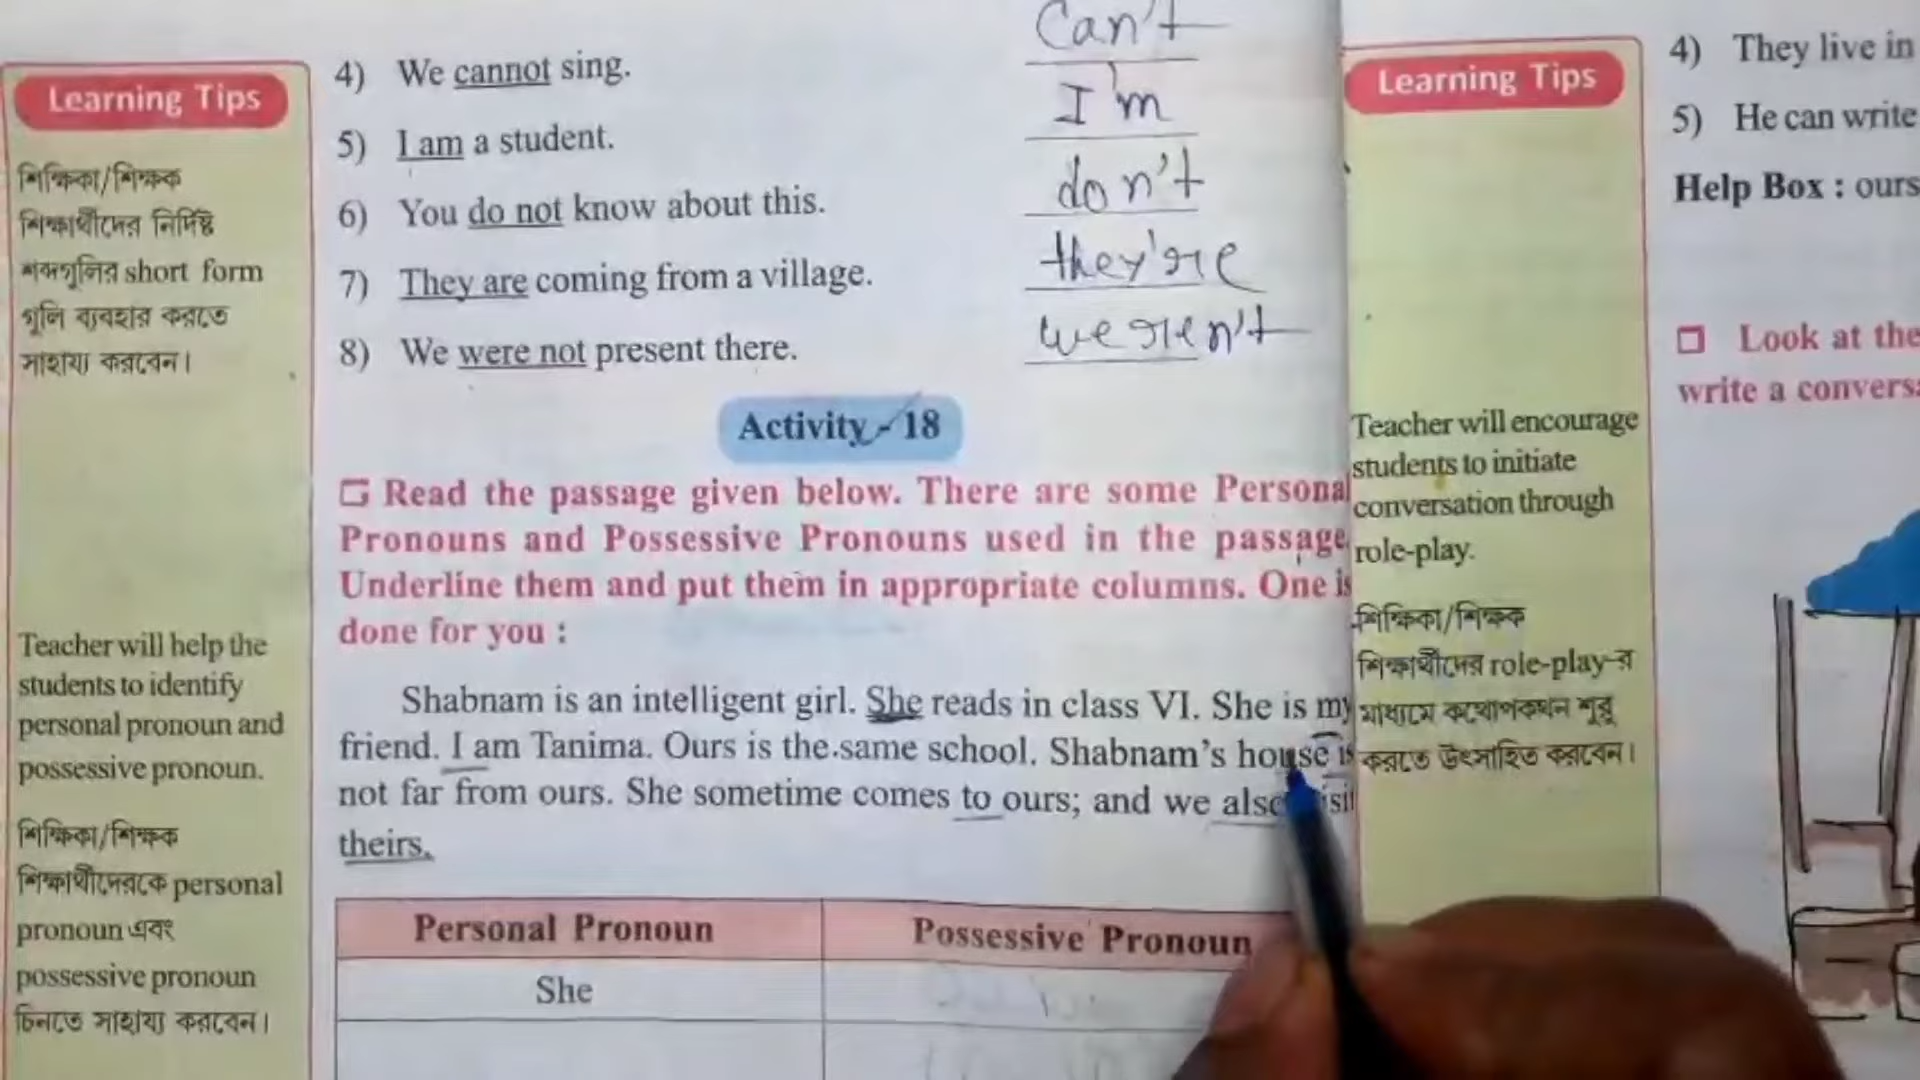 Learning Tips
শিক্ষিকা/শিক্ষক
শিক্ষার্থীদের নির্দিষ্ট
শব্দগুলির short form
গুলি ব্যবহার করতে
সাহায্য করবেন।
Teacher will help the
students to identify
personal pronoun and
possessive pronoun.
শিক্ষিকা/শিক্ষক
শিক্ষার্থীদেরকে personal
pronoun এবং
possessive pronoun
চিনতে সাহায্য করবেন।
4) We cannot sing. Can't
5) I am a student. I'm
6) You do not know about this. don't
7) They are coming from a village. they're
8) We were not present there. weren't
Activity - 18
Read the passage given below. There are some Personal
Pronouns and Possessive Pronouns used in the passage.
Underline them and put them in appropriate columns. One is
done for you :
Shabnam is an intelligent girl. She reads in class VI. She is my
friend. I am Tanima. Ours is the same school. Shabnam's house is
not far from ours. She sometime comes to ours; and we also
theirs.
Personal Pronoun Possessive Pronoun
She
Learning Tips
Teacher will encourage
students to initiate
conversation through
role-play.
শিক্ষিকা/শিক্ষক
শিক্ষার্থীদের role-play-র
মাধ্যমে কথোপকথন শুরু
করতে উৎসাহিত করবেন।
4) They live in
5) He can write
Help Box : ours
Look at the
write a